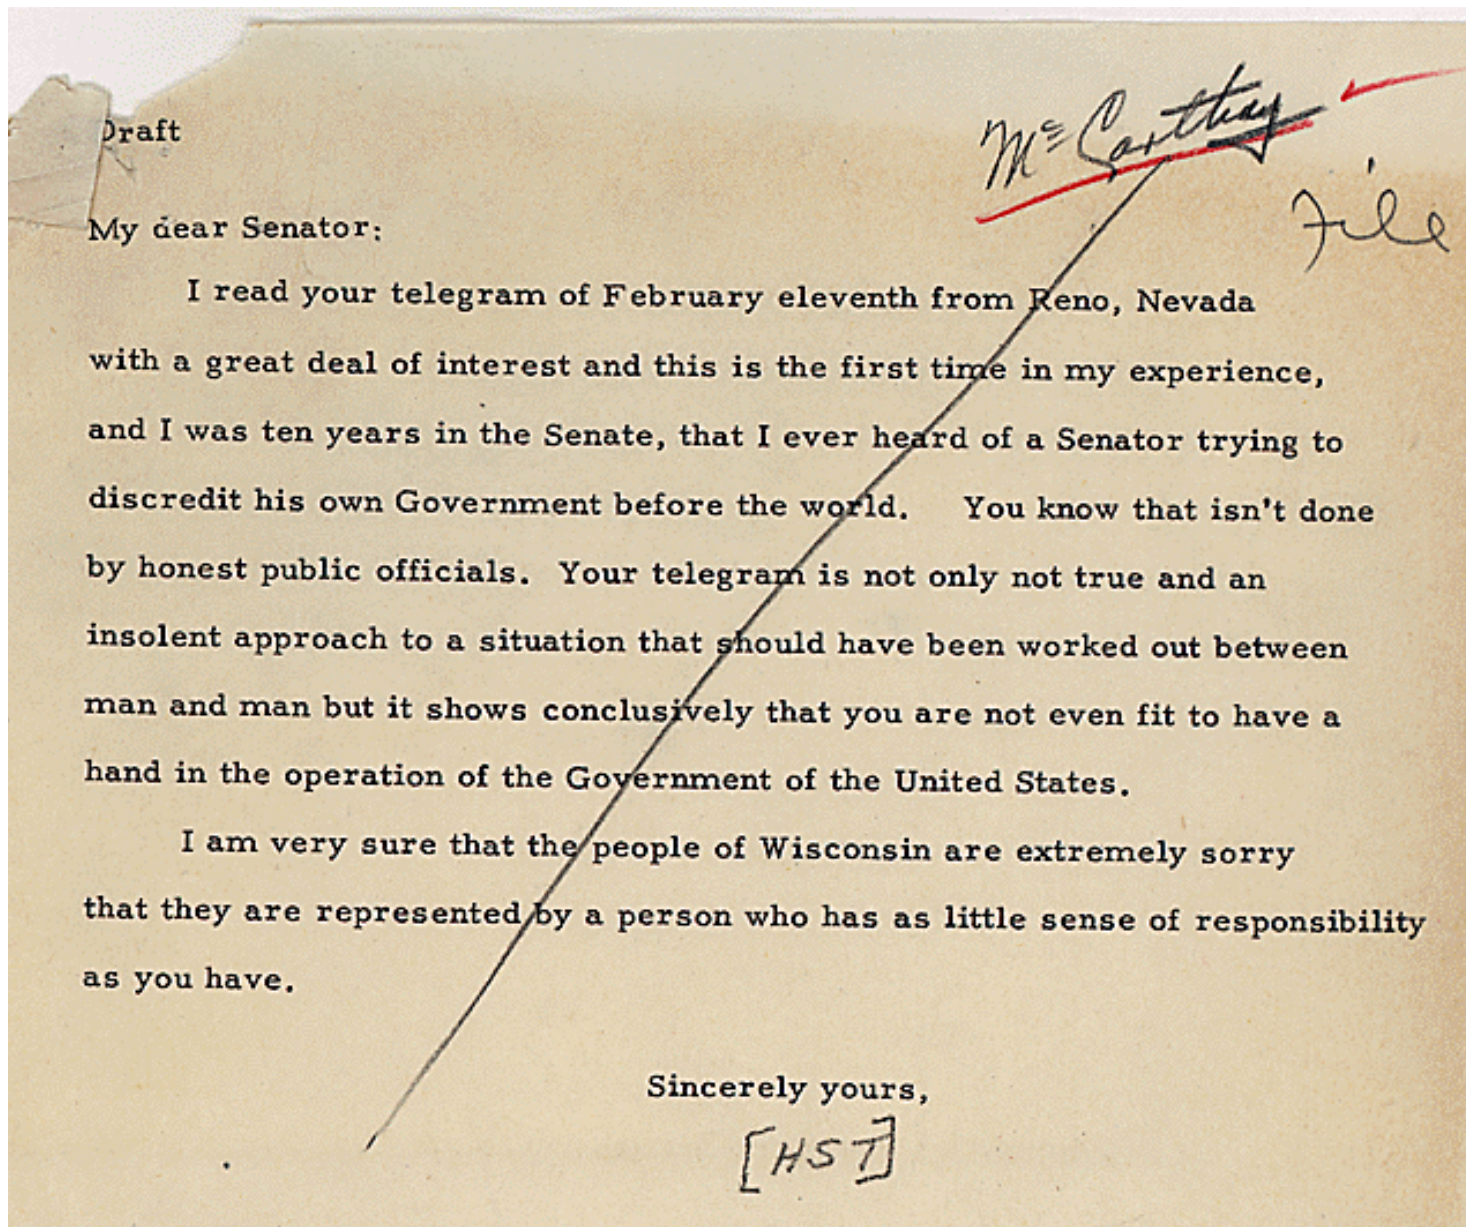 McCarthy
Draft
File
My dear Senator:
I read your telegram of February eleventh from Reno, Nevada
with a great deal of interest and this is the first time in my experience,
and I was ten years in the Senate, that I ever heard of a Senator trying to
discredit his own Government before the world. You know that isn't done
by honest public officials. Your telegram is not only not true and an
insolent approach to a situation that should have been worked out between
man and man but it shows conclusively that you are not even fit to have a
hand in the operation of the Government of the United States.
I am very sure that the people of Wisconsin are extremely sorry
that they are represented by a person who has as little sense of responsibility
as you have.
Sincerely yours,
[HST]